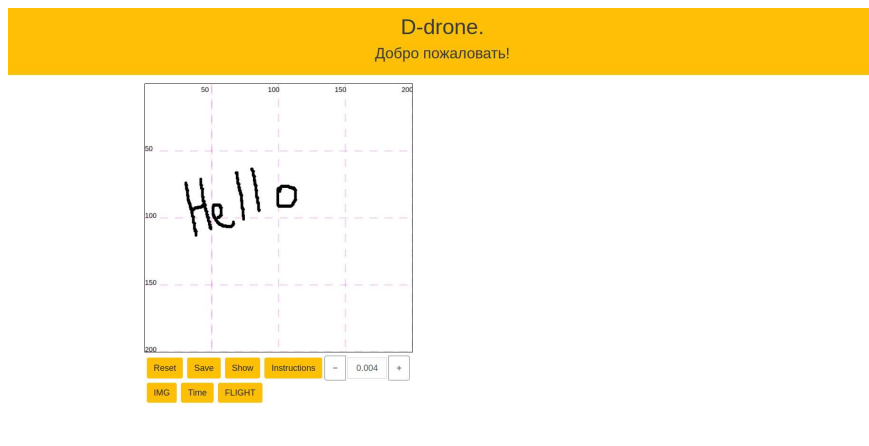 D-drone.
Добро пожаловать!
50 100 150 200
50
Hello
100
150
200
Reset Save Show Instructions − 0.004 +
IMG Time FLIGHT